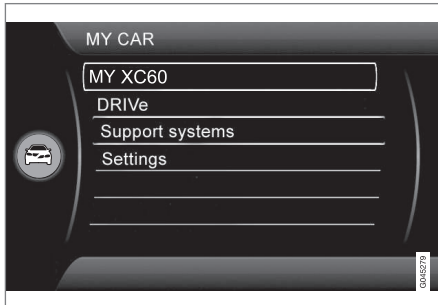 MY CAR
MY XC60
DRIVe
Support systems
Settings
G045279